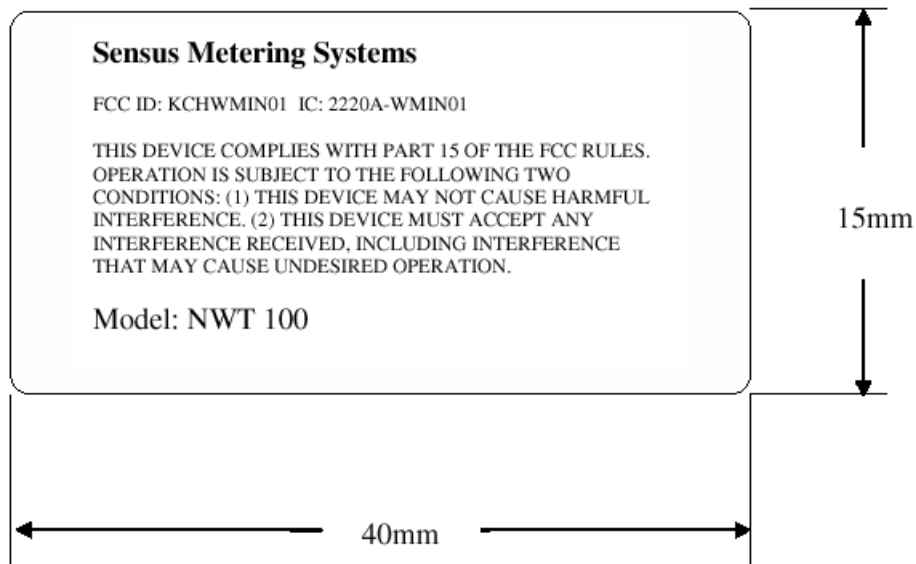 Sensus Metering Systems
FCC ID: KCHWMIN01 IC: 2220A-WMIN01
THIS DEVICE COMPLIES WITH PART 15 OF THE FCC RULES.
OPERATION IS SUBJECT TO THE FOLLOWING TWO
CONDITIONS: (1) THIS DEVICE MAY NOT CAUSE HARMFUL
INTERFERENCE. (2) THIS DEVICE MUST ACCEPT ANY
INTERFERENCE RECEIVED, INCLUDING INTERFERENCE
THAT MAY CAUSE UNDESIRED OPERATION.
Model: NWT 100
15mm
40mm